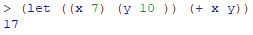 > (let ((x 7) (y 10 )) (+ x y))
17